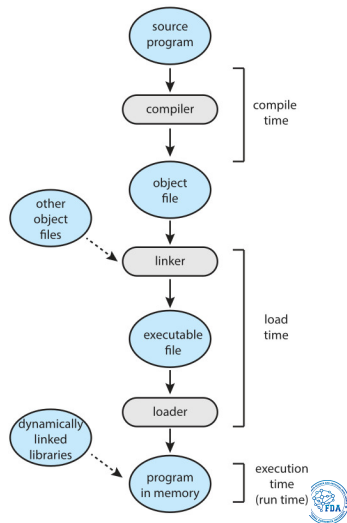 source
program
compiler
compile
time
object
file
other
object
files
linker
load
time
executable
file
loader
dynamically
linked
libraries
program
in memory
execution
time
(run time)
FDA